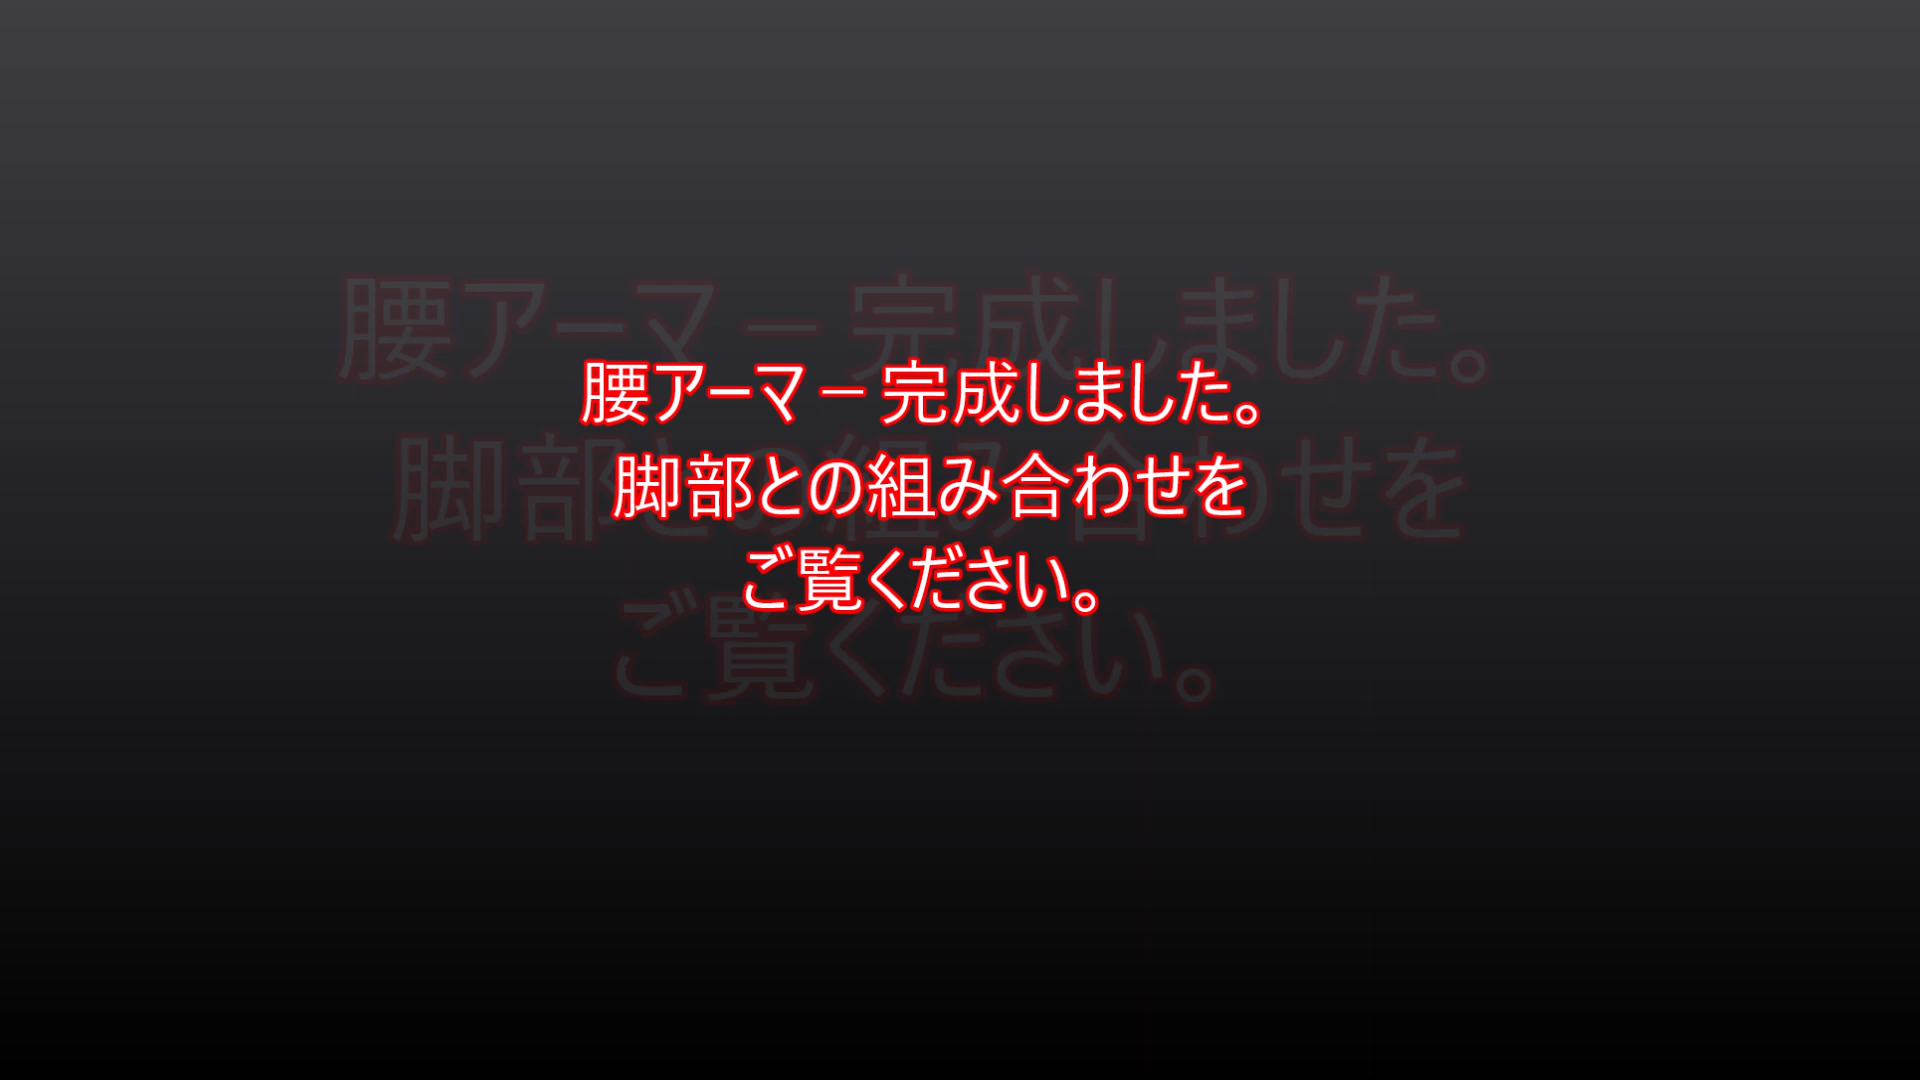 腰アーマー完成しました。
脚部との組み合わせを
ご覧ください。